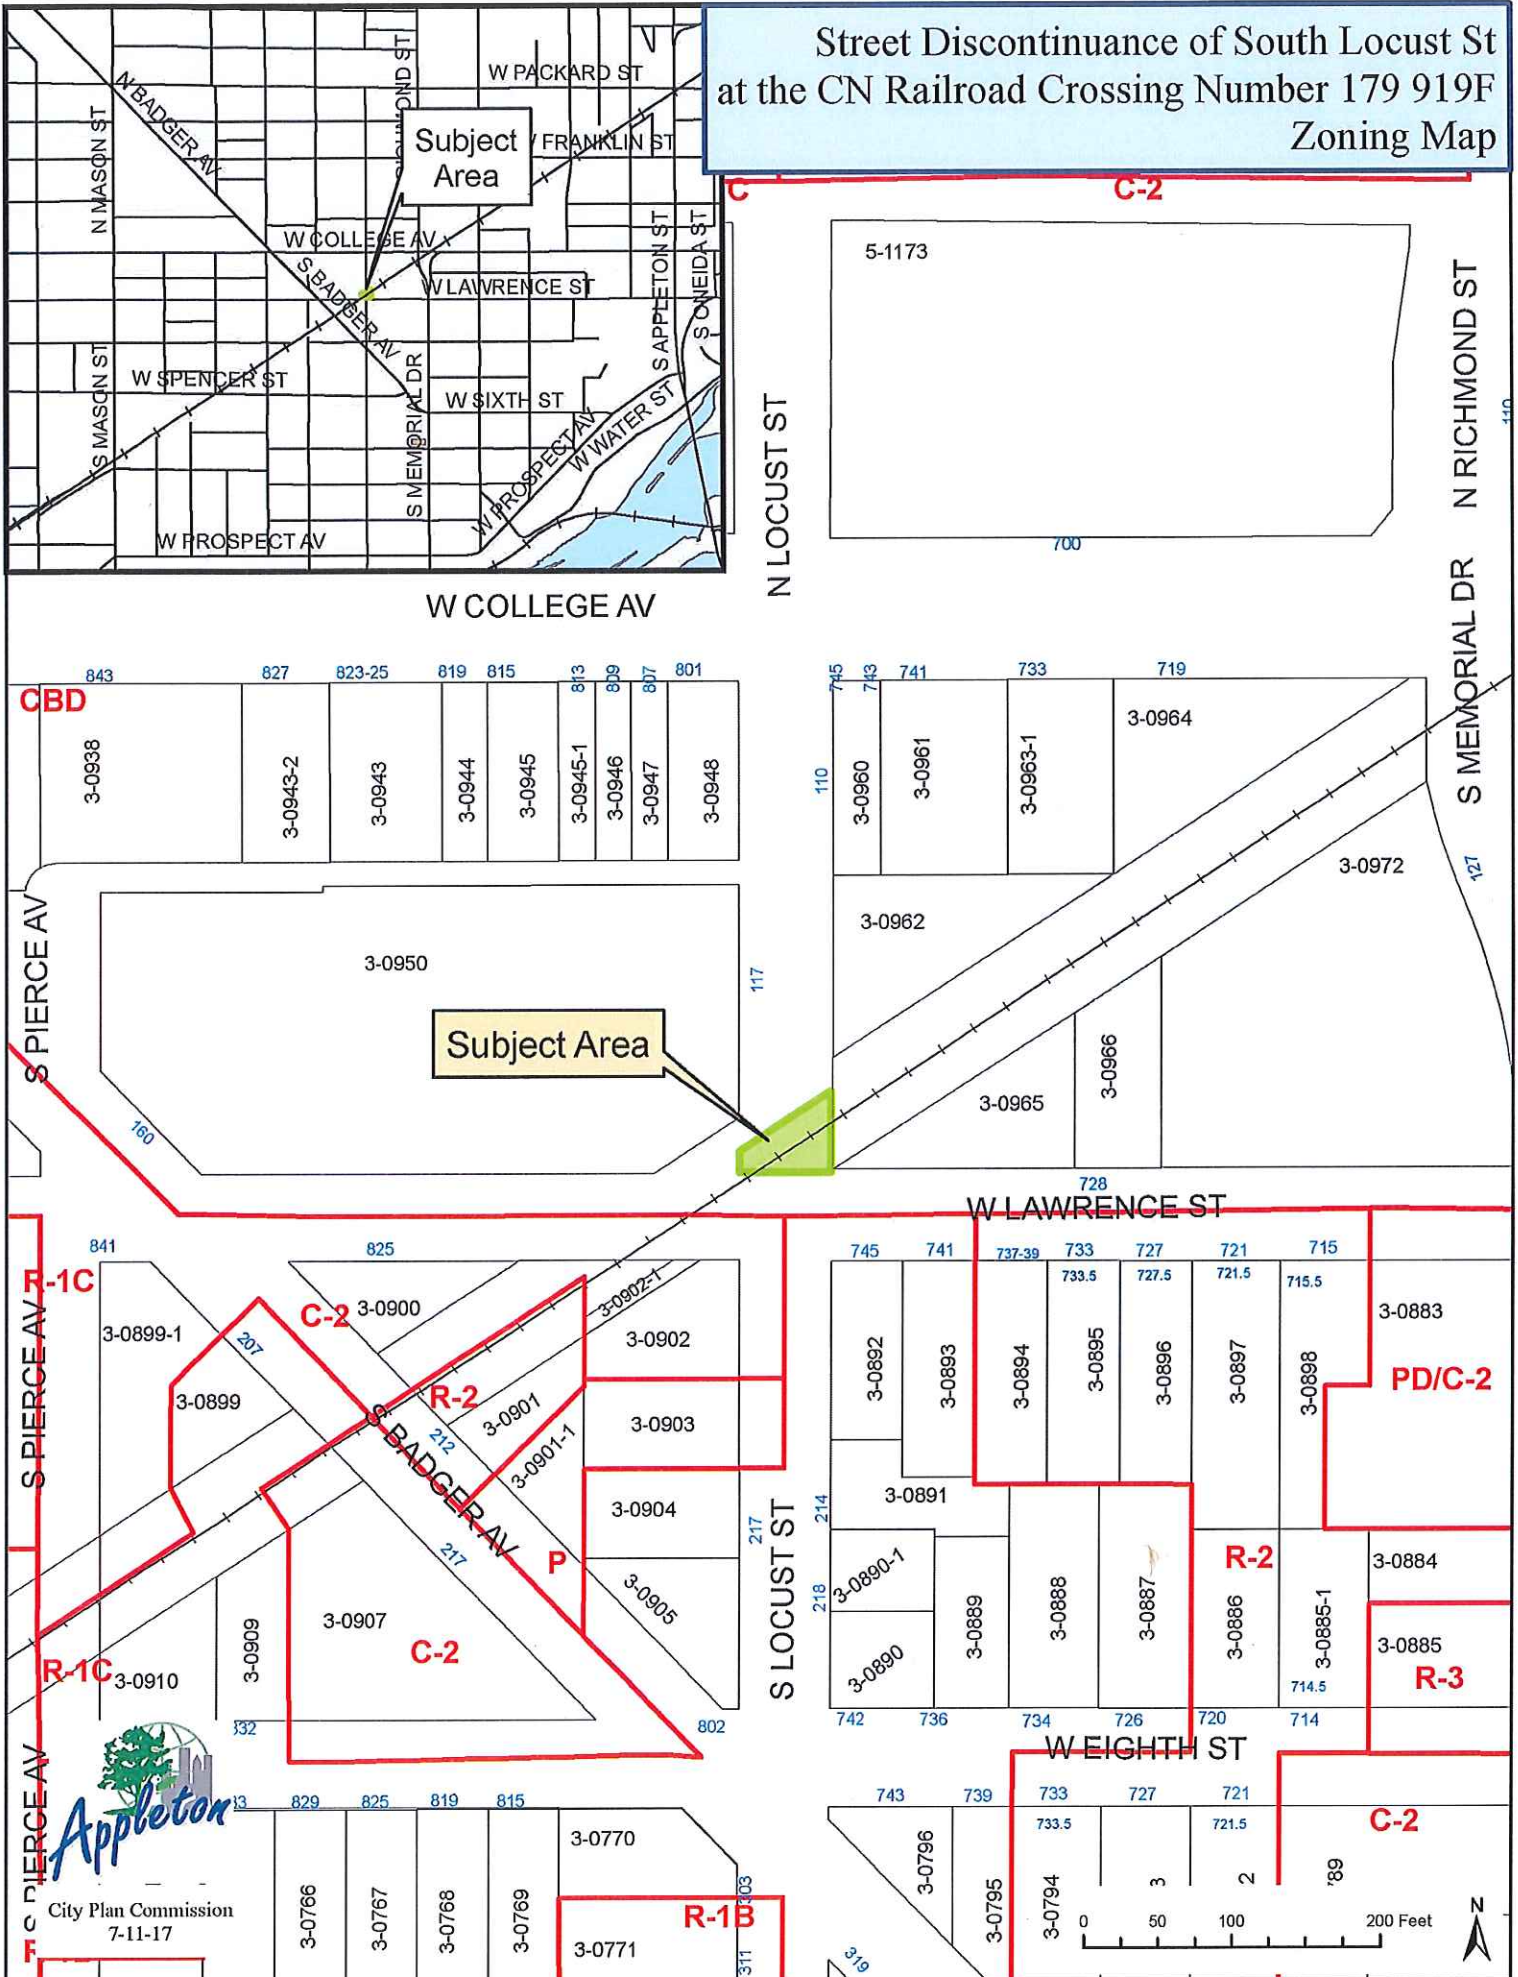 Street Discontinuance of South Locust St
at the CN Railroad Crossing Number 179 919F
Zoning Map
N BADGER AV
N MASON ST
W PACKARD ST
W FRANKLIN ST
Subject
Area
W COLLEGE AV
S BADGER AV
W LAWRENCE ST
S APPLETON ST
S ONEIDA ST
S MASON ST
W SPENCER ST
S MEMORIAL DR
W SIXTH ST
W PROSPECT AV
W WATER ST
W PROSPECT AV
C
C-2
5-1173
N RICHMOND ST
110
N LOCUST ST
700
W COLLEGE AV
S MEMORIAL DR
843
827
823-25
819
815
813
809
807
801
745
743
741
733
719
CBD
3-0938
3-0943-2
3-0943
3-0944
3-0945
3-0945-1
3-0946
3-0947
3-0948
110
3-0960
3-0961
3-0963-1
3-0964
3-0972
127
3-0962
S PIERCE AV
3-0950
117
Subject Area
3-0965
3-0966
160
728
W LAWRENCE ST
841
825
745
741
737-39
733
727
721
715
733.5
727.5
721.5
715.5
R-1C
C-2
3-0900
3-0902-1
3-0899-1
207
3-0902
3-0892
3-0893
3-0894
3-0895
3-0896
3-0897
3-0898
3-0883
PD/C-2
S PIERCE AV
3-0899
R-2
3-0901
212
3-0901-1
3-0903
S BADGER AV
3-0891
3-0904
214
217
217
S LOCUST ST
P
3-0905
3-0890-1
218
3-0890
3-0889
3-0888
3-0887
R-2
3-0886
3-0885-1
3-0884
3-0885
R-3
714.5
3-0907
C-2
3-0909
R-1C
3-0910
802
742
736
734
726
720
714
W EIGHTH ST
S PIERCE AV
Appleton
829
825
819
815
743
739
733
727
721
733.5
721.5
C-2
3-0770
3-0766
3-0767
3-0768
3-0769
R-1B
3-0771
303
311
319
3-0796
3-0795
3-0794
3
2
City Plan Commission
7-11-17
0
50
100
200 Feet
N